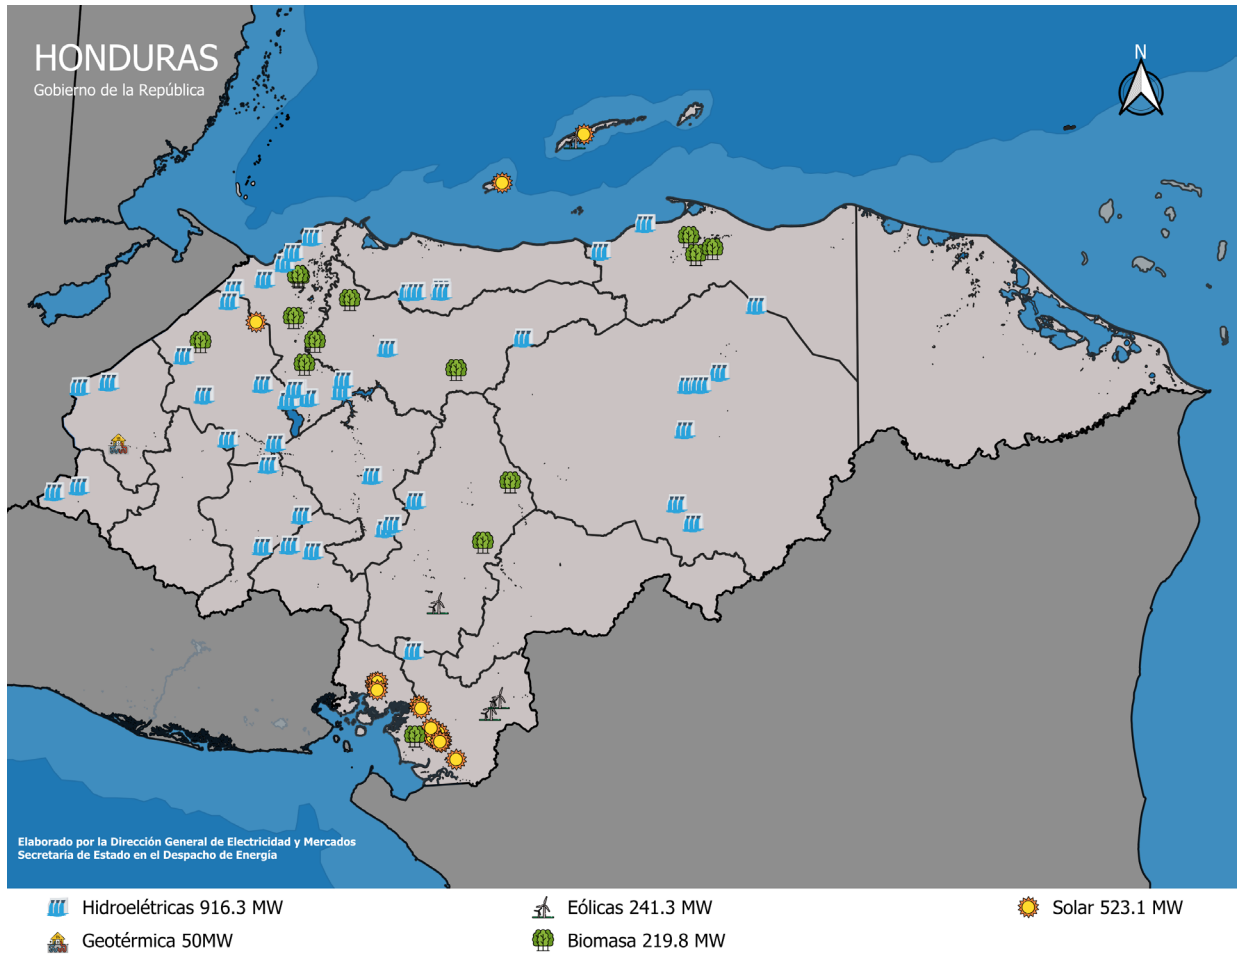 HONDURAS
Gobierno de la República
N
Elaborado por la Dirección General de Electricidad y Mercados
Secretaría de Estado en el Despacho de Energía
Hidroelétricas 916.3 MW
Eólicas 241.3 MW
Solar 523.1 MW
Geotérmica 50MW
Biomasa 219.8 MW